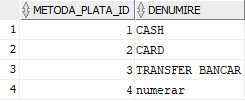 METODA_PLATA_ID DENUMIRE
1 1 CASH
2 2 CARD
3 3 TRANSFER BANCAR
4 4 numerar